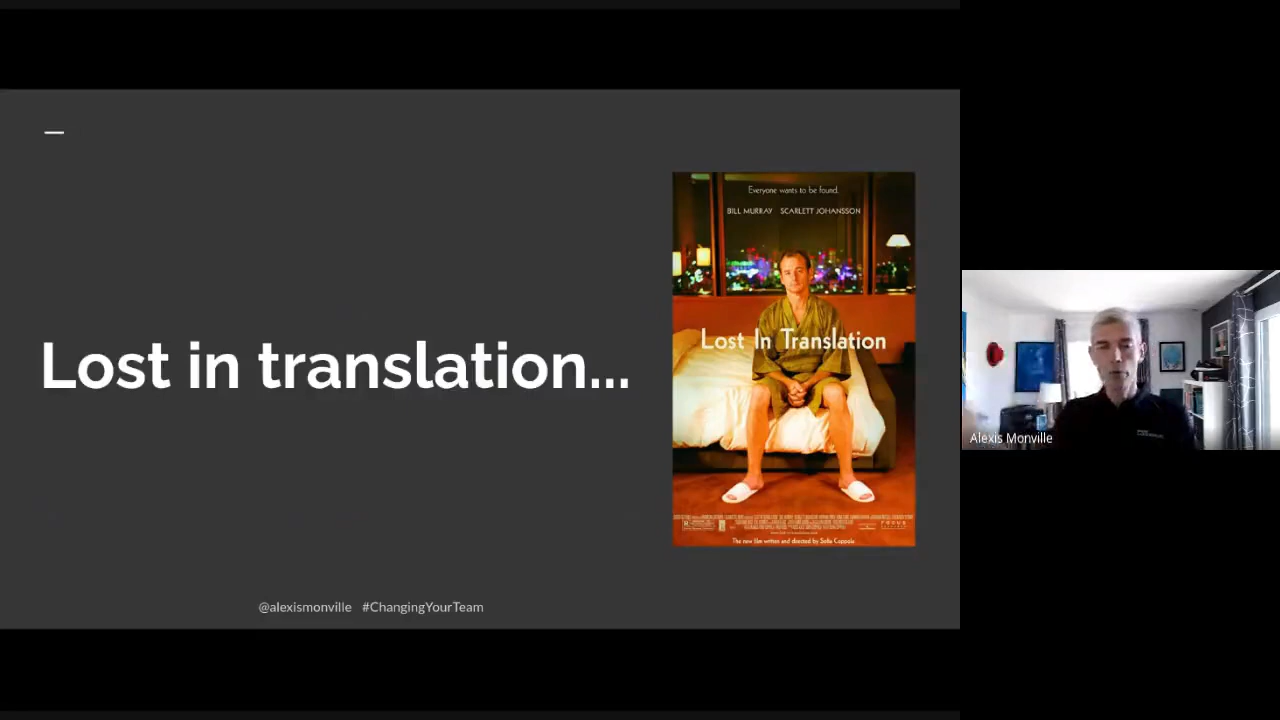 Lost in translation...
Everyone wants to be found.
BILL MURRAY SCARLETT JOHANSSON
Lost In Translation
FOCUS
The new film written and directed by Sofia Coppola
@alexismonville #ChangingYourTeam
Alexis Monville